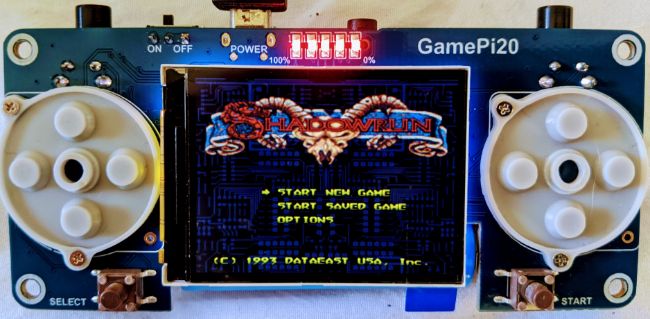 ON OFF
POWER
100% 0%
GamePi20
SHADOWRUN
START NEW GAME
START SAVED GAME
OPTIONS
(C) 1993 DATAEAST USA, Inc.
SELECT
START